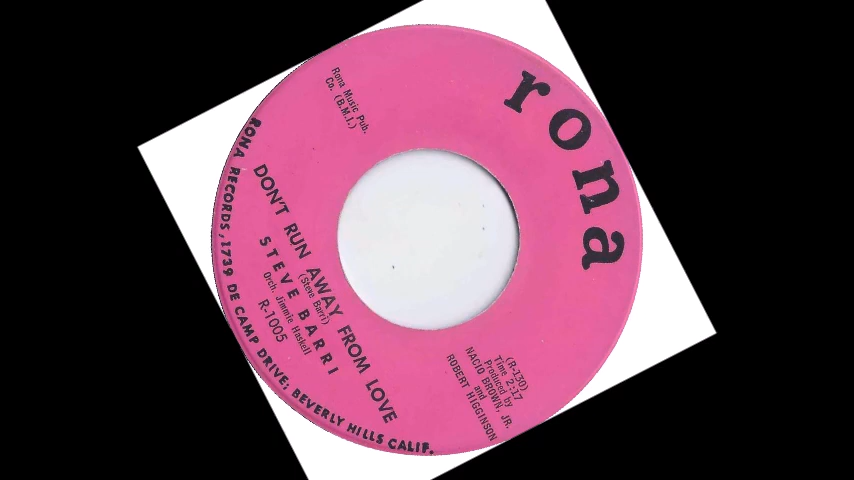 rona
Rona Music Pub.
Co. (B.M.I.)
(R-130)
Time 2:17
Produced by
NACIO BROWN, JR.
and
ROBERT HIGGINSON
DON'T RUN AWAY FROM LOVE
(Steve Barri)
STEVE BARRI
Orch. Jimmie Haskell
R-1005
RONA RECORDS, 1739 DE CAMP DRIVE; BEVERLY HILLS CALIF.